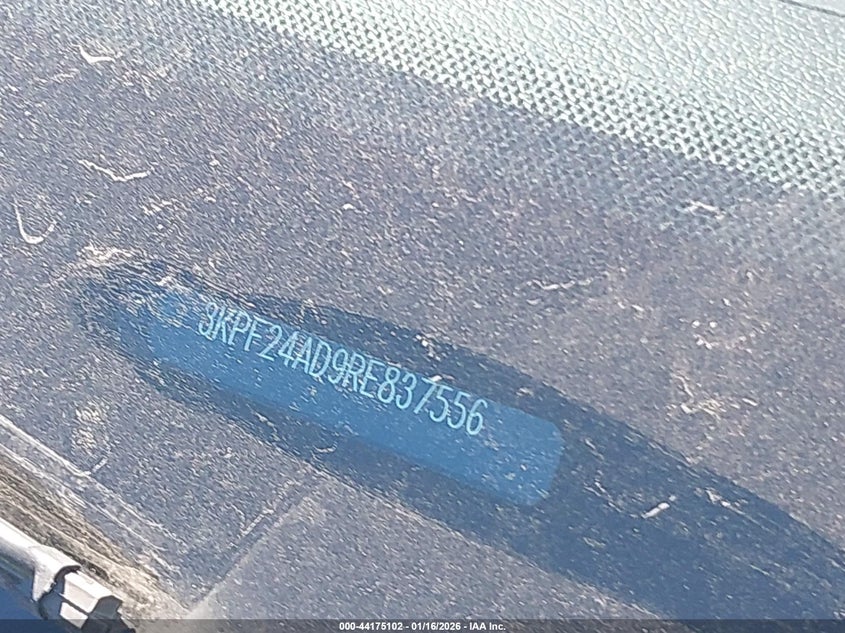 3KPF24AD9RE837556
000-44175102 - 01/16/2026 - IAA Inc.